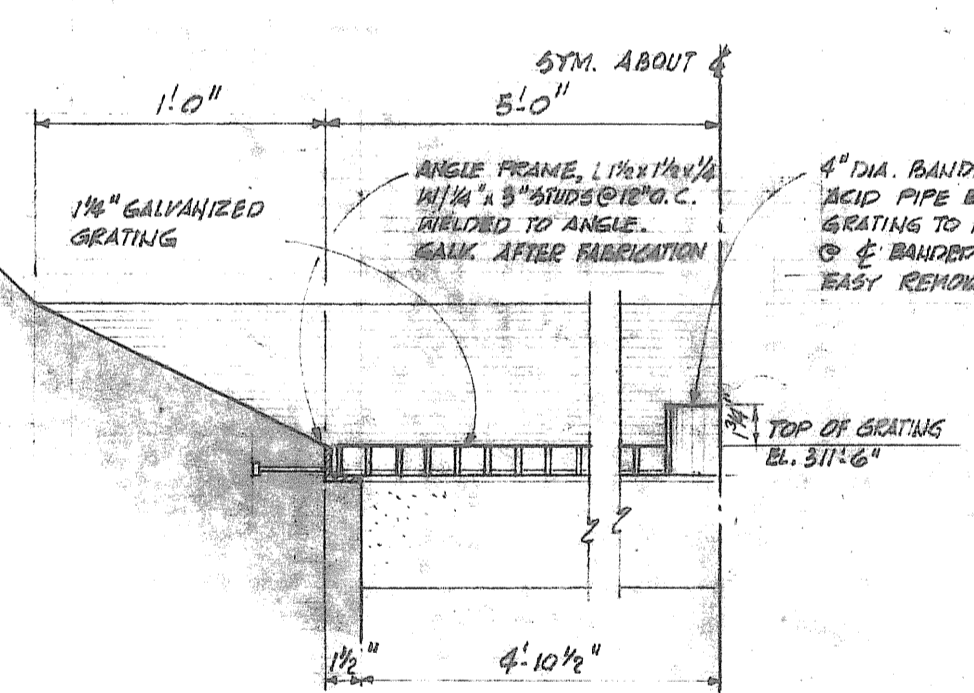 SYM. ABOUT ℄
1'-0"
5'-0"
ANGLE FRAME, L 1½x1½x¼
W/ ¼" x 3" STUDS @ 12" O.C.
WELDED TO ANGLE.
GALV. AFTER FABRICATION
1¼" GALVANIZED
GRATING
4" DIA. BAND
ACID PIPE
GRATING TO
@ ℄ BANDED
EASY REMOV
1¾"
TOP OF GRATING
EL. 311'-6"
1½"
4'-10½"